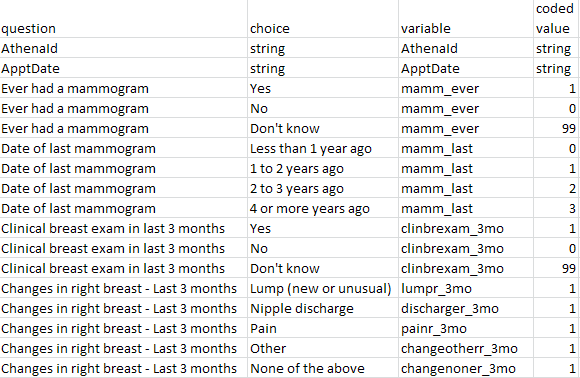 coded
question choice variable value
AthenaId string AthenaId string
ApptDate string ApptDate string
Ever had a mammogram Yes mamm_ever 1
Ever had a mammogram No mamm_ever 0
Ever had a mammogram Don't know mamm_ever 99
Date of last mammogram Less than 1 year ago mamm_last 0
Date of last mammogram 1 to 2 years ago mamm_last 1
Date of last mammogram 2 to 3 years ago mamm_last 2
Date of last mammogram 4 or more years ago mamm_last 3
Clinical breast exam in last 3 months Yes clinbrexam_3mo 1
Clinical breast exam in last 3 months No clinbrexam_3mo 0
Clinical breast exam in last 3 months Don't know clinbrexam_3mo 99
Changes in right breast - Last 3 months Lump (new or unusual) lumpr_3mo 1
Changes in right breast - Last 3 months Nipple discharge discharger_3mo 1
Changes in right breast - Last 3 months Pain painr_3mo 1
Changes in right breast - Last 3 months Other changeotherr_3mo 1
Changes in right breast - Last 3 months None of the above changenoner_3mo 1